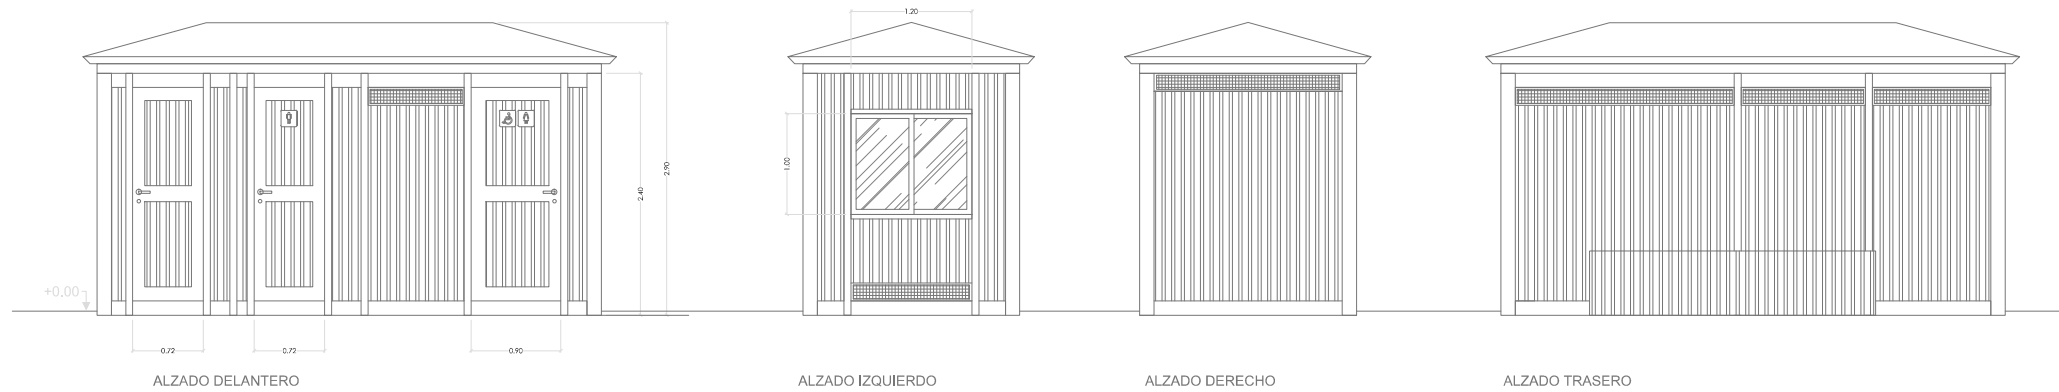 1.20
2.90
2.40
1.00
+0,00
0.72
0.72
0.90
ALZADO DELANTERO
ALZADO IZQUIERDO
ALZADO DERECHO
ALZADO TRASERO